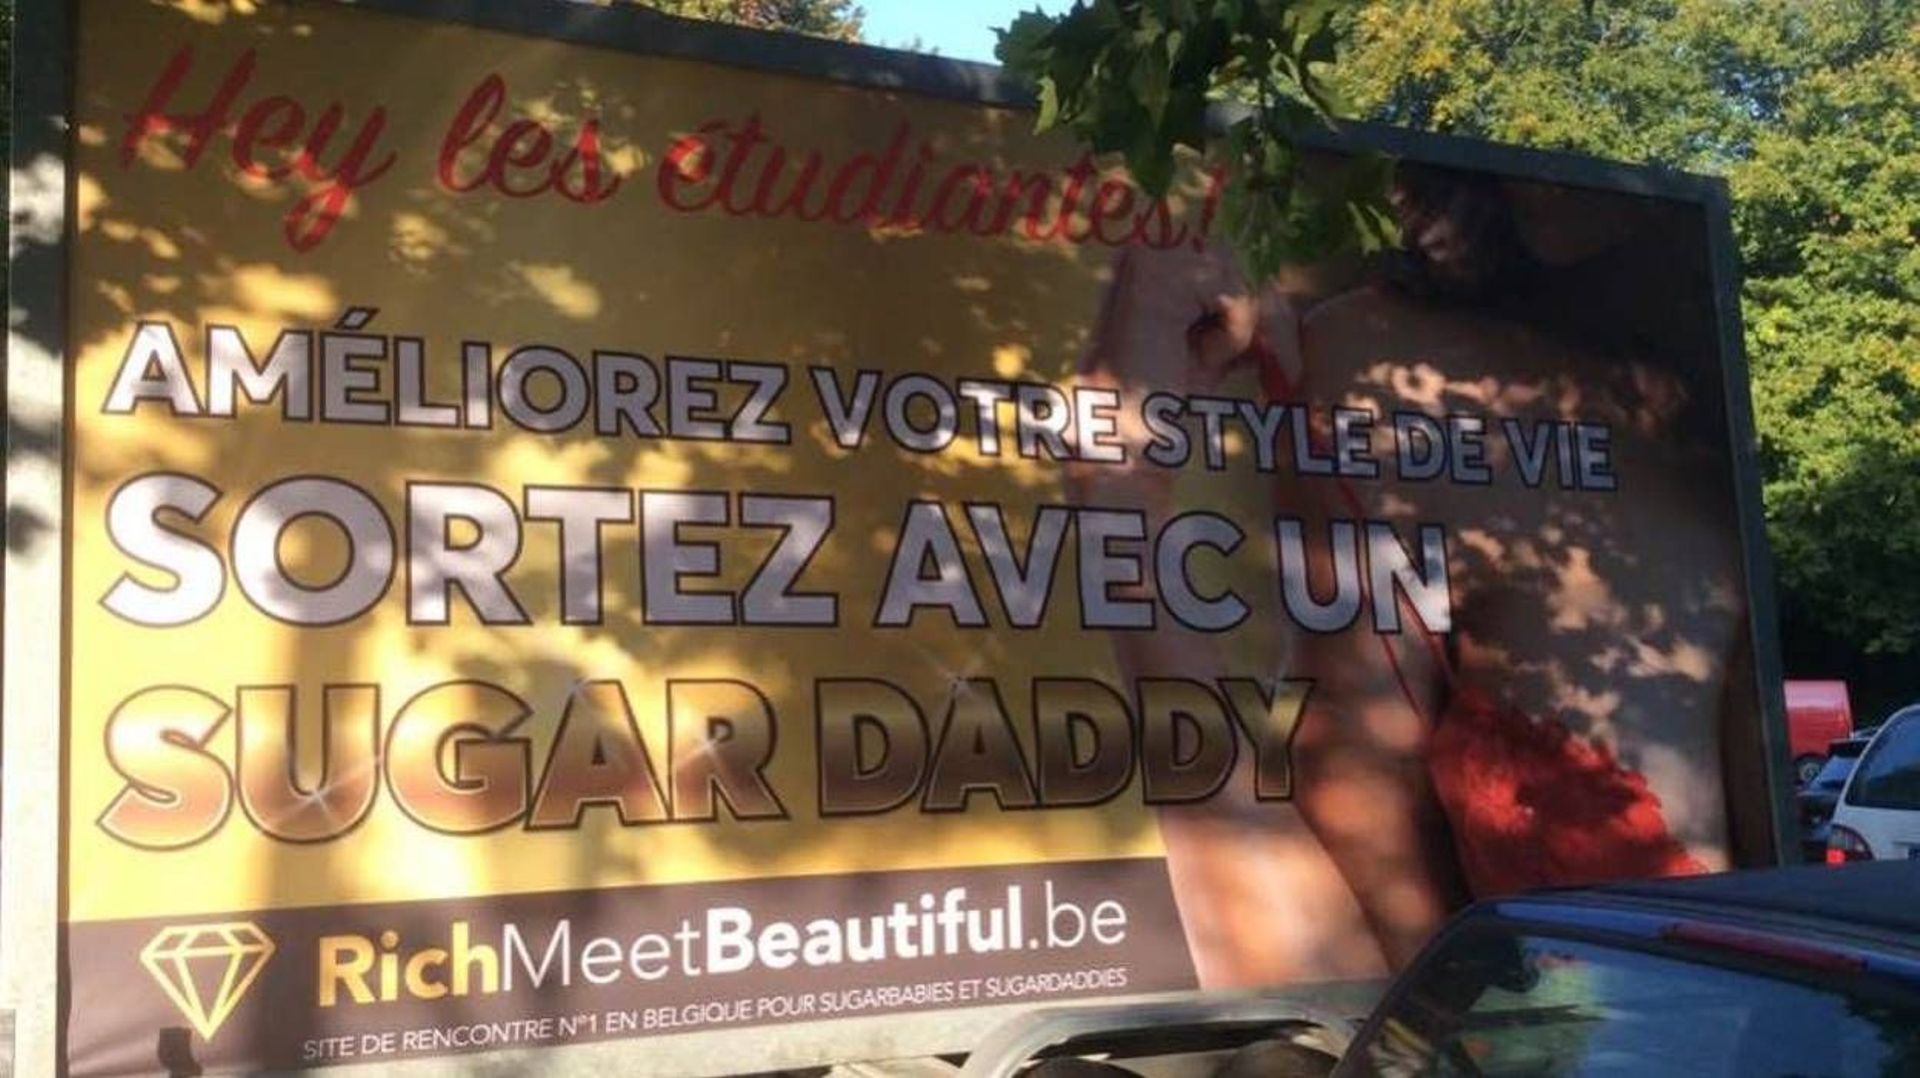 Hey les étudiantes!
AMÉLIOREZ VOTRE STYLE DE VIE
SORTEZ AVEC UN
SUGAR DADDY
RichMeetBeautiful.be
SITE DE RENCONTRE N°1 EN BELGIQUE POUR SUGARBABIES ET SUGARDADDIES